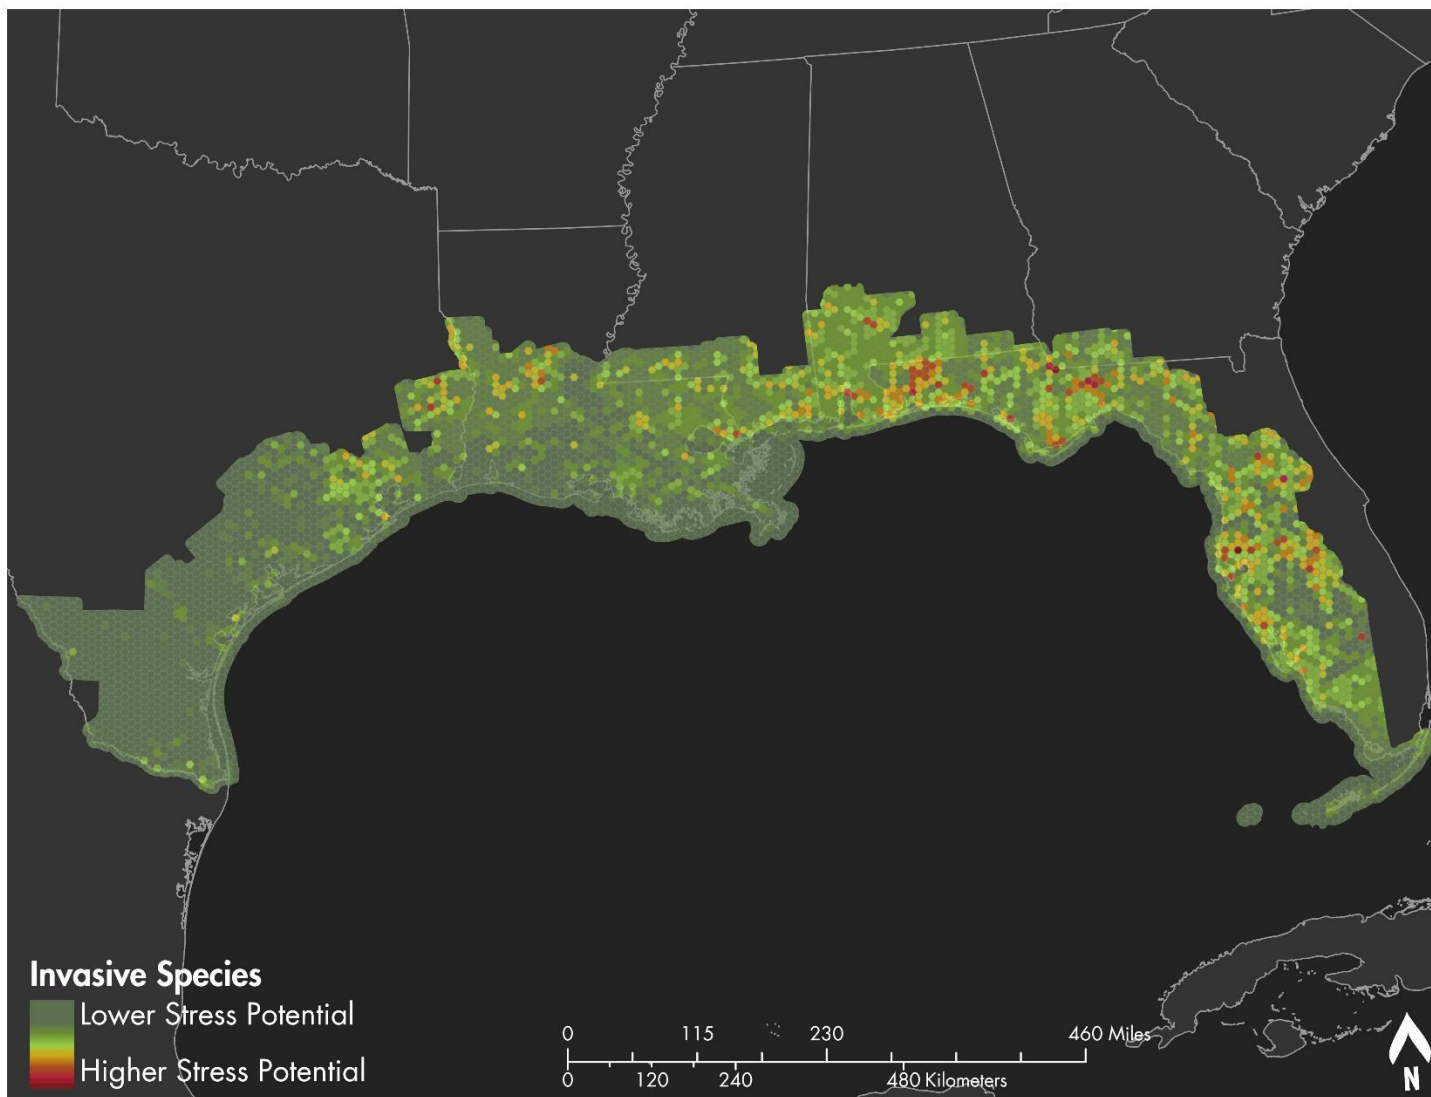 Invasive Species
Lower Stress Potential
Higher Stress Potential
0 115 230 460 Miles
0 120 240 480 Kilometers
N